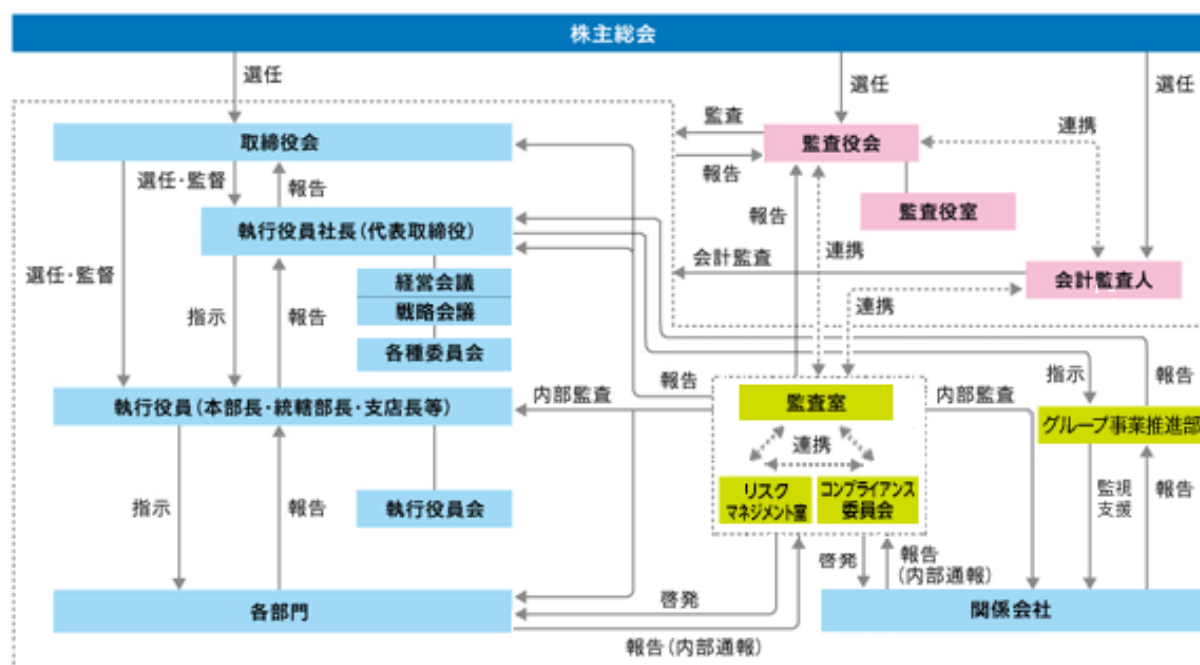 株主総会
選任
選任
選任
取締役会
監査
報告
監査役会
連携
選任・監督
報告
監査役室
執行役員社長（代表取締役）
報告
連携
選任・監督
会計監査
会計監査人
経営会議
戦略会議
連携
指示
報告
各種委員会
報告
指示
報告
執行役員（本部長・統轄部長・支店長等）
内部監査
監査室
内部監査
グループ事業推進部
連携
執行役員会
リスク
マネジメント室
コンプライアンス
委員会
指示
報告
監視
支援
報告
啓発
報告
（内部通報）
各部門
啓発
関係会社
報告（内部通報）